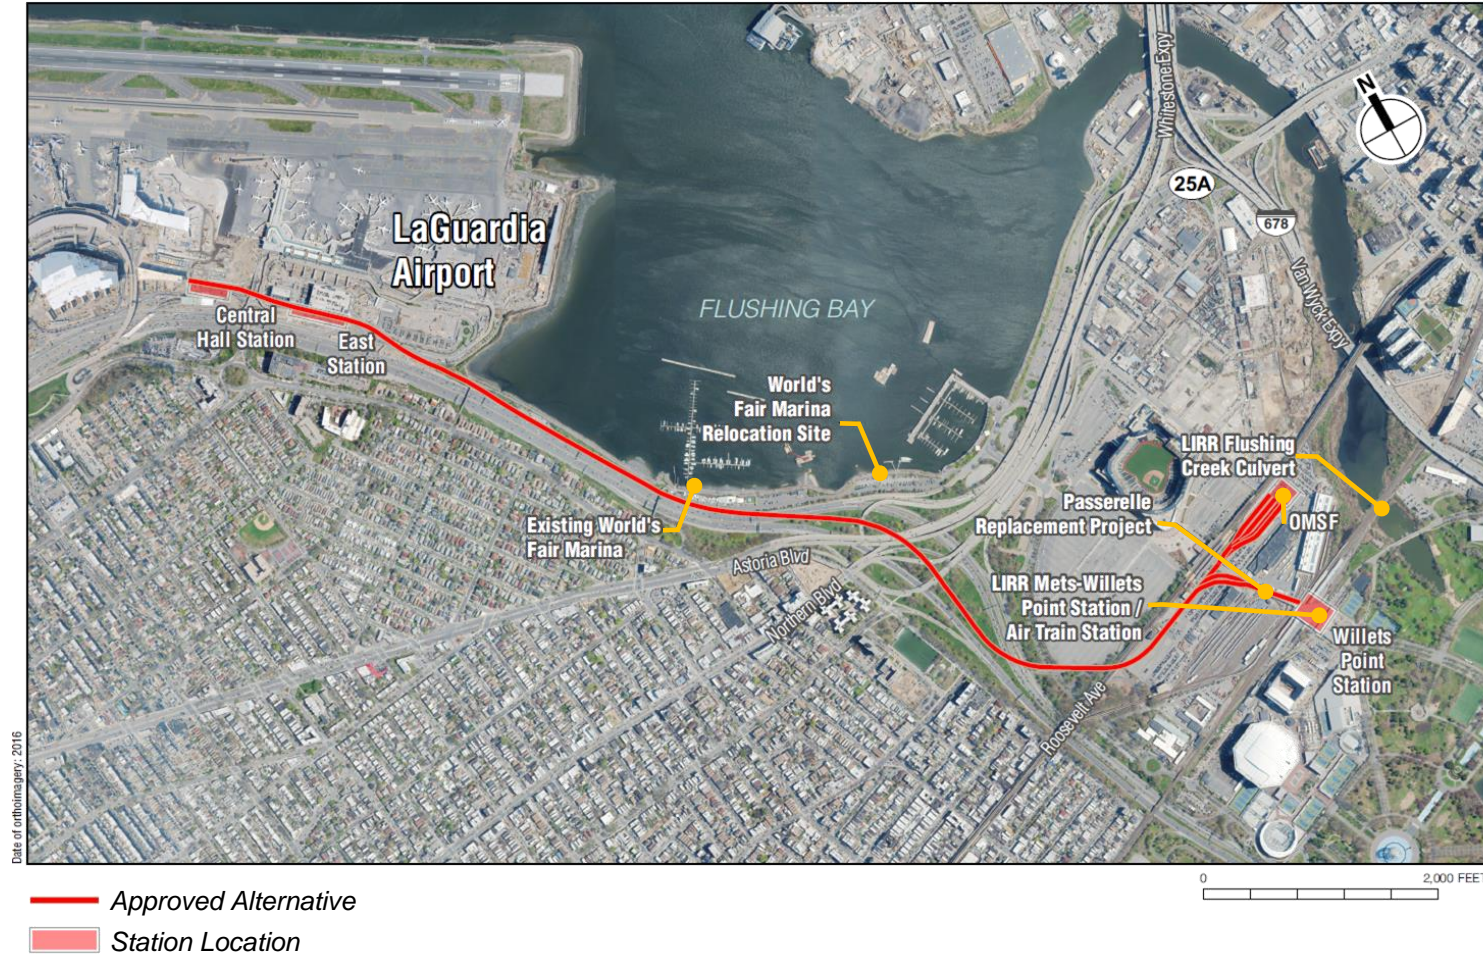 N
Whitestone Expy
25A
678
Van Wyck Expy
LaGuardia
Airport
FLUSHING BAY
Central
Hall Station
East
Station
World's
Fair Marina
Relocation Site
LIRR Flushing
Creek Culvert
Passerelle
Replacement Project
OMSF
Existing World's
Fair Marina
Astoria Blvd
Northern Blvd
LIRR Mets-Willets
Point Station /
Air Train Station
Willets
Point
Station
Roosevelt Ave
Date of orthoimagery: 2016
0 2,000 FEET
Approved Alternative
Station Location